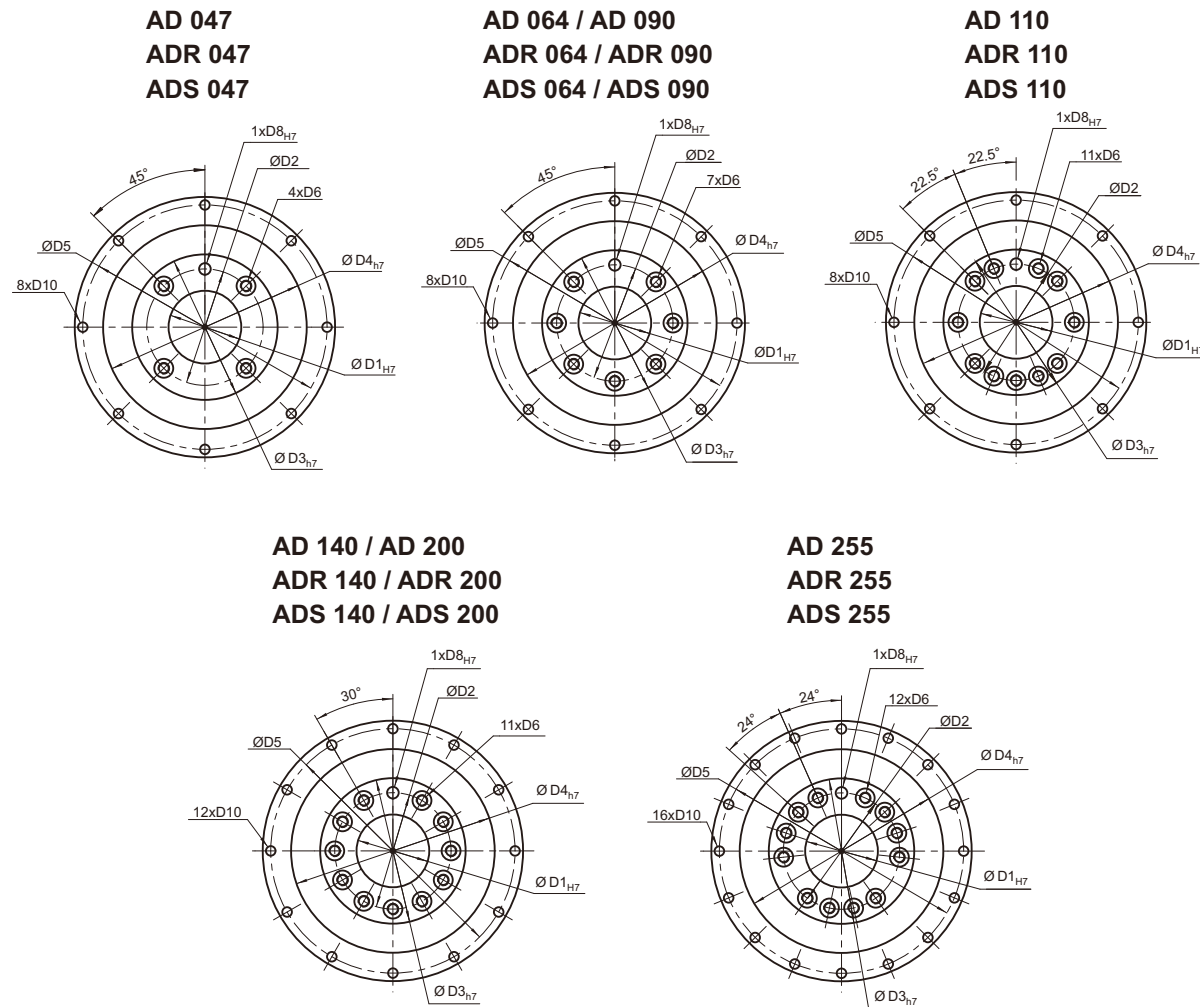 AD 047
ADR 047
ADS 047
1xD8H7
ØD2
4xD6
45°
ØD5
8xD10
Ø D4h7
Ø D1H7
Ø D3h7
AD 064 / AD 090
ADR 064 / ADR 090
ADS 064 / ADS 090
1xD8H7
ØD2
7xD6
45°
ØD5
8xD10
Ø D4h7
ØD1H7
Ø D3h7
AD 110
ADR 110
ADS 110
1xD8H7
22.5°
22.5°
11xD6
ØD2
ØD5
8xD10
Ø D4h7
ØD1H7
Ø D3h7
AD 140 / AD 200
ADR 140 / ADR 200
ADS 140 / ADS 200
1xD8H7
30°
ØD2
11xD6
ØD5
12xD10
Ø D4h7
Ø D1H7
Ø D3h7
AD 255
ADR 255
ADS 255
1xD8H7
24°
24°
12xD6
ØD2
ØD5
16xD10
Ø D4h7
Ø D1H7
Ø D3h7